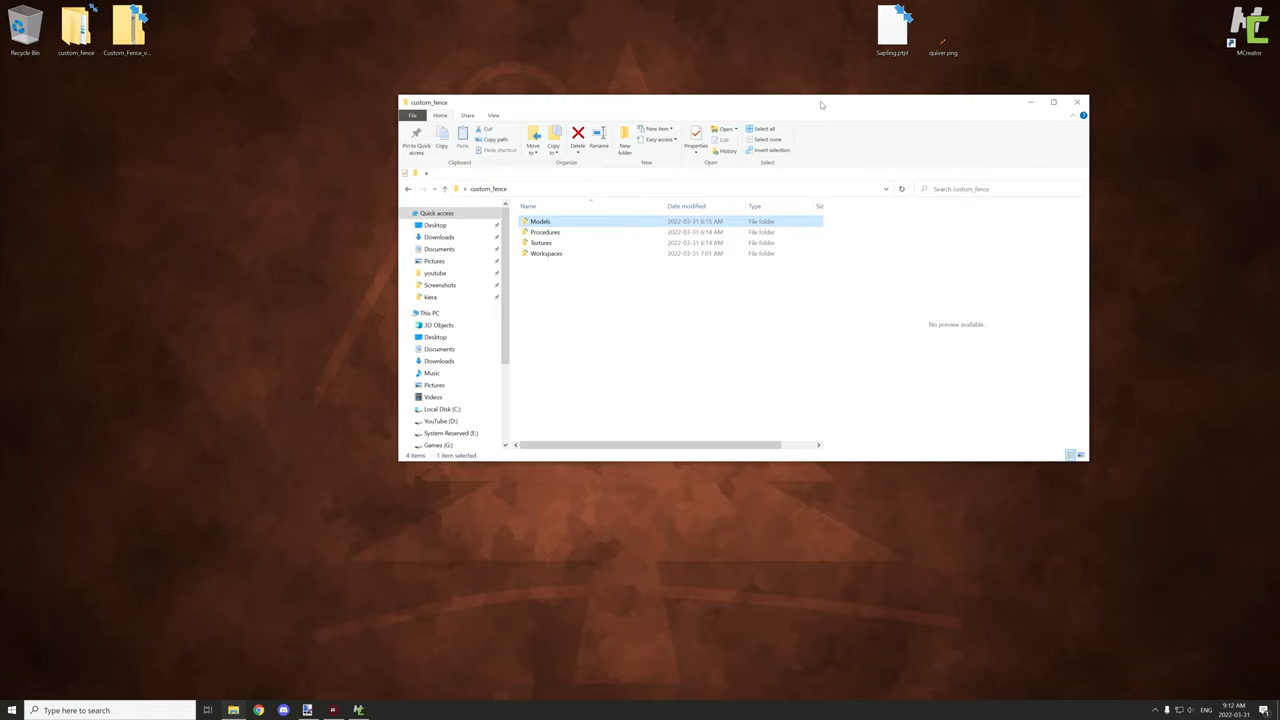 Recycle Bin
custom_fence
Custom_Fence_v...
Sapling.ptpl
quiver.png
MCreator
custom_fence
File Home Share View
Pin to Quick access
Copy
Paste
Cut
Copy path
Paste shortcut
Clipboard
Move to
Copy to
Delete
Rename
Organize
New folder
New item
Easy access
New
Properties
Open
Edit
History
Open
Select all
Select none
Invert selection
Select
custom_fence
Search custom_fence
Name Date modified Type Siz
Models 2022-03-31 6:15 AM File folder
Procedures 2022-03-31 6:14 AM File folder
Textures 2022-03-31 6:14 AM File folder
Workspaces 2022-03-31 7:01 AM File folder
No preview available.
Quick access
Desktop
Downloads
Documents
Pictures
youtube
Screenshots
kiera
This PC
3D Objects
Desktop
Documents
Downloads
Music
Pictures
Videos
Local Disk (C:)
YouTube (D:)
System Reserved (E:)
Games (G:)
4 items 1 item selected
Type here to search
ENG
9:12 AM
2022-03-31